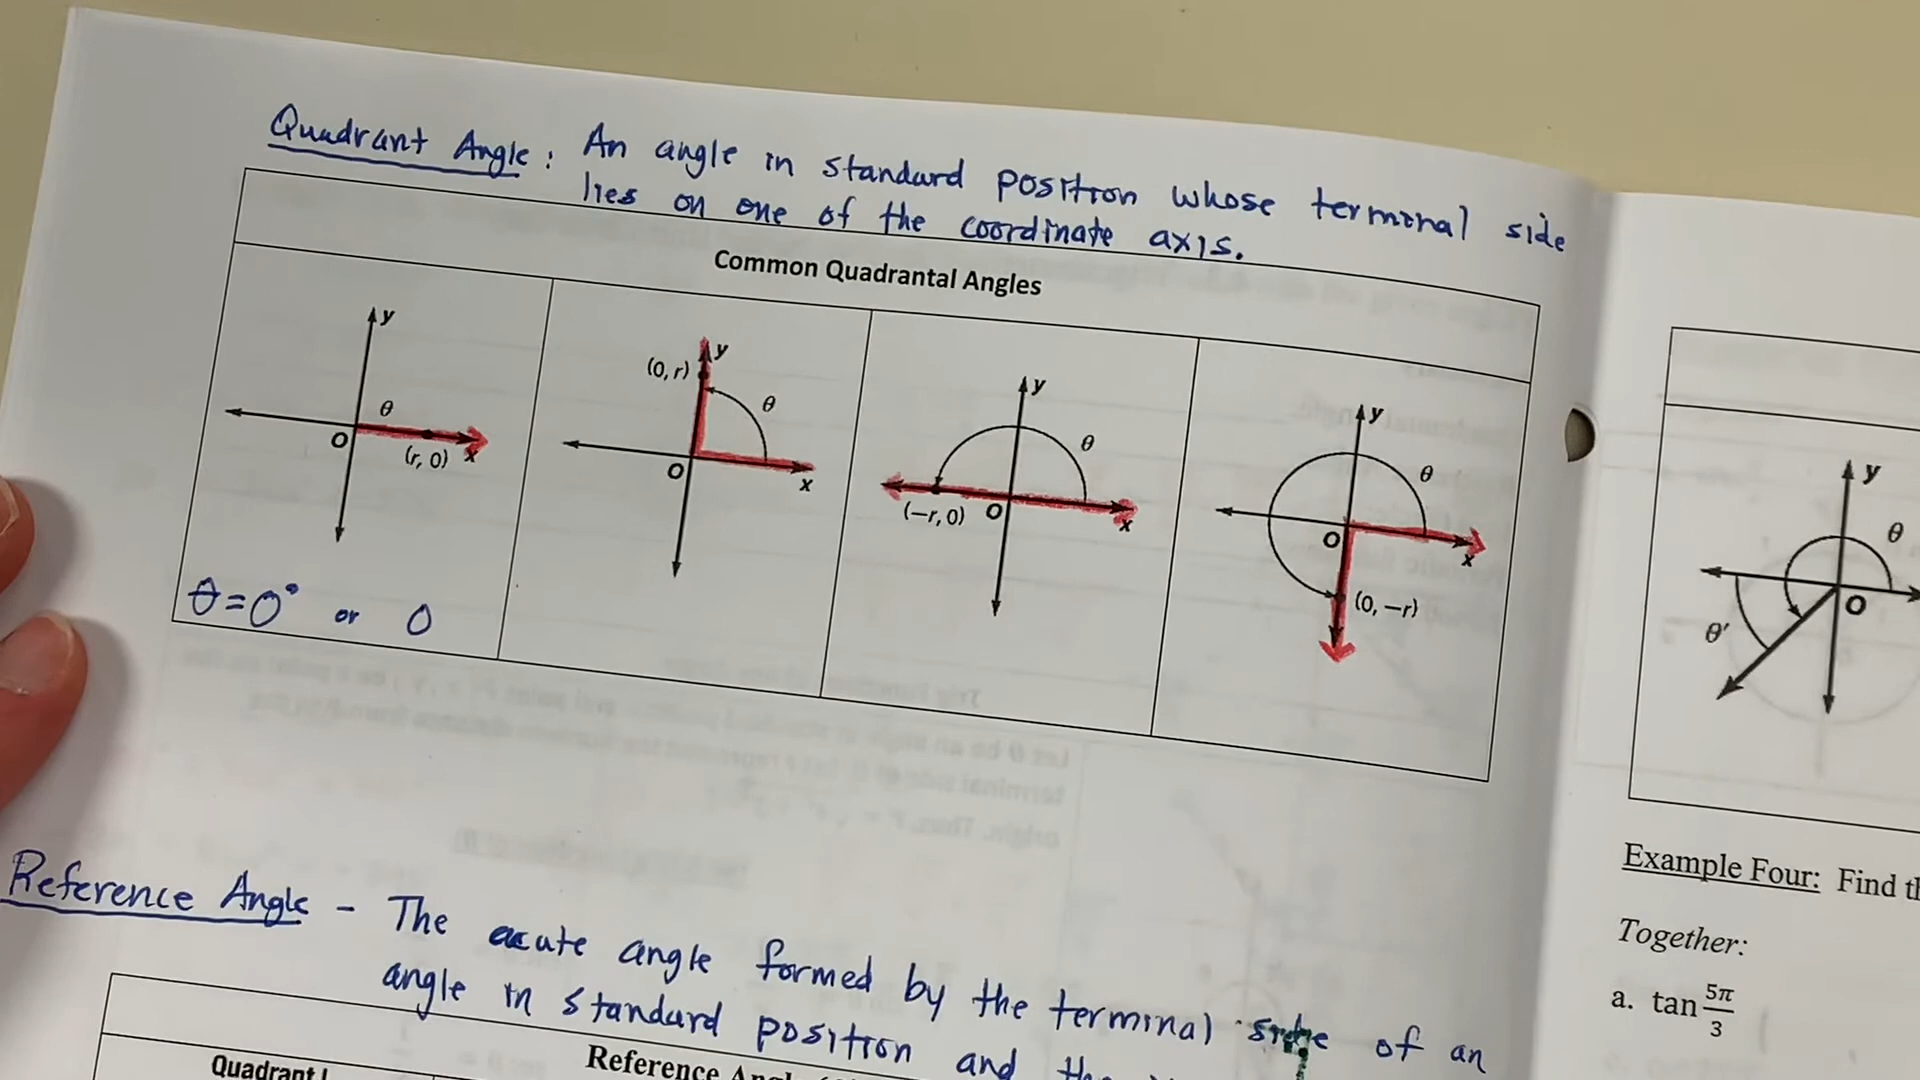 Quadrant Angle: An angle in standard position whose terminal side
lies on one of the coordinate axis.
Common Quadrantal Angles
y
θ
O
(r, 0)
x
θ = 0° or 0
(0, r)
y
θ
O
x
y
θ
(−r, 0)
O
x
y
θ
O
x
(0, −r)
Reference Angle - The acute angle formed by the terminal side of an
angle in standard position and
Quadrant I
Reference
y
θ
O
θ′
Example Four: Find
Together:
a. tan 5π/3